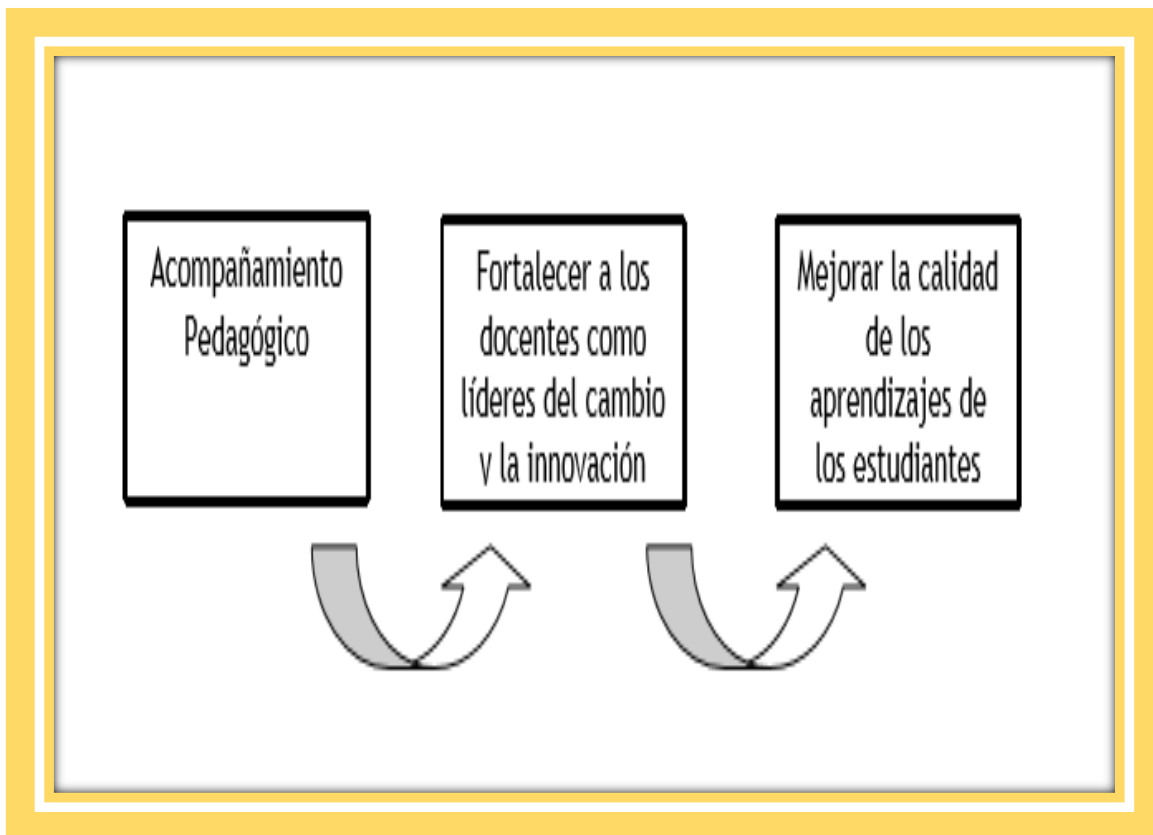 Acompañamiento
Pedagógico
Fortalecer a los
docentes como
líderes del cambio
y la innovación
Mejorar la calidad
de los
aprendizajes de
los estudiantes